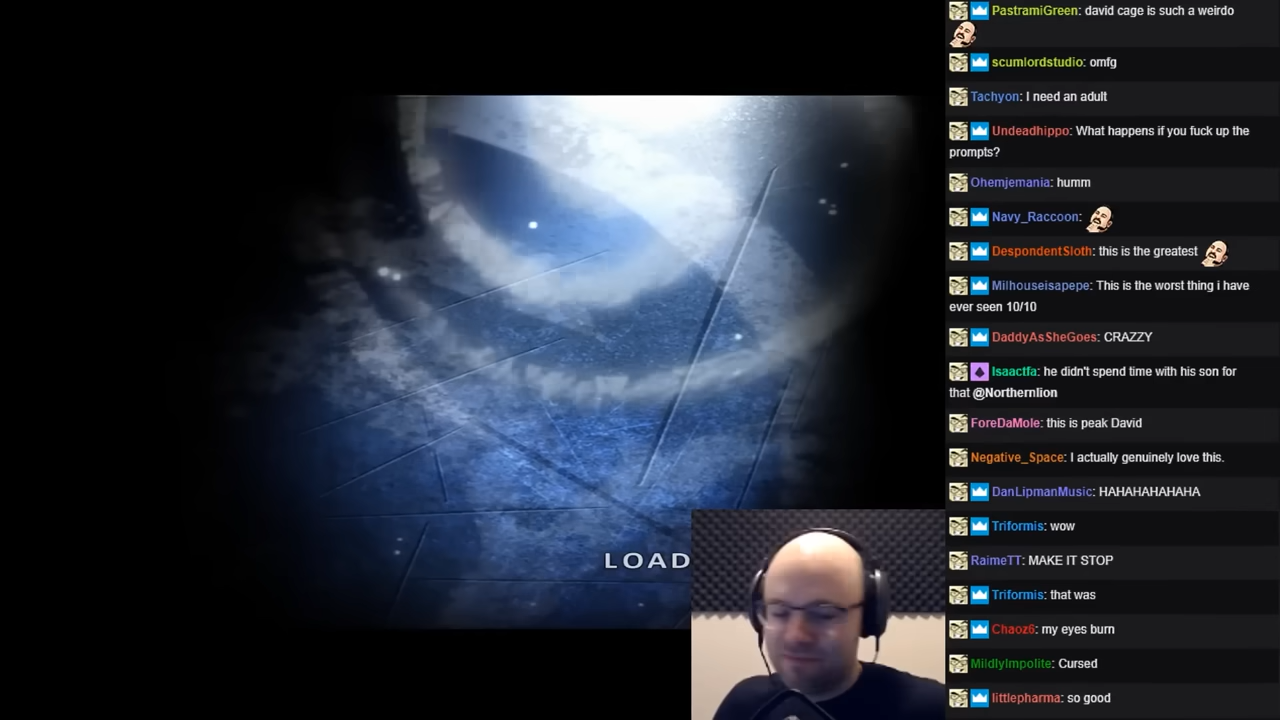 PastramiGreen: david cage is such a weirdo
scumlordstudio: omfg
Tachyon: I need an adult
Undeadhippo: What happens if you fuck up the
prompts?
Ohemjemania: humm
Navy_Raccoon:
DespondentSloth: this is the greatest
Milhouseisapepe: This is the worst thing i have
ever seen 10/10
DaddyAsSheGoes: CRAZZY
Isaactfa: he didn't spend time with his son for
that @Northernlion
ForeDaMole: this is peak David
Negative_Space: I actually genuinely love this.
DanLipmanMusic: HAHAHAHAHAHA
Triformis: wow
LOAD
RaimeTT: MAKE IT STOP
Triformis: that was
Chaoz6: my eyes burn
MildlyImpolite: Cursed
littlepharma: so good